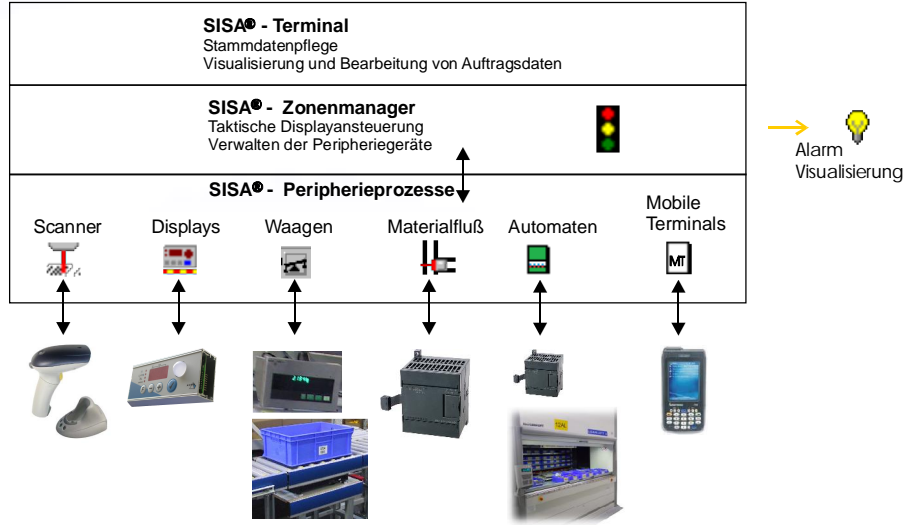 SISA® - Terminal
Stammdatenpflege
Visualisierung und Bearbeitung von Auftragsdaten
SISA® - Zonenmanager
Taktische Displayansteuerung
Verwalten der Peripheriegeräte
Alarm
Visualisierung
SISA® - Peripherieprozesse
Scanner
Displays
Waagen
Materialfluß
Automaten
Mobile
Terminals
MT